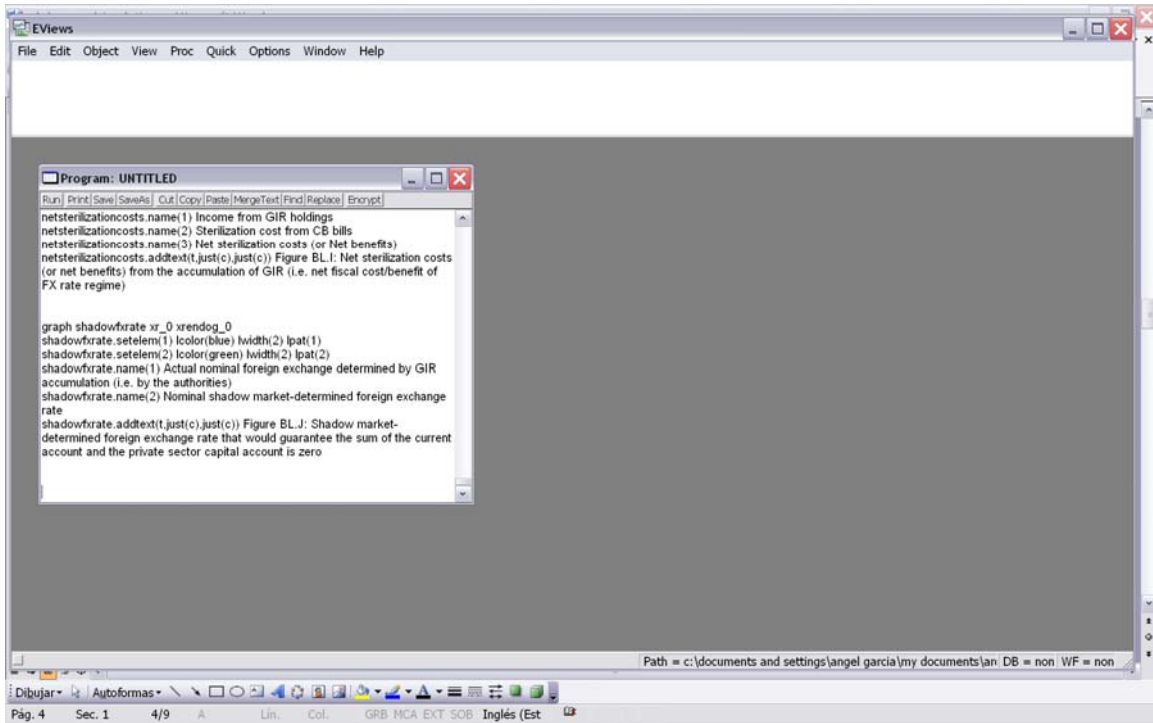 EViews
File Edit Object View Proc Quick Options Window Help
Program: UNTITLED
Run Print Save SaveAs Cut Copy Paste MergeText Find Replace Encrypt
netsterilizationcosts.name(1) Income from GIR holdings
netsterilizationcosts.name(2) Sterilization cost from CB bills
netsterilizationcosts.name(3) Net sterilization costs (or Net benefits)
netsterilizationcosts.addtext(t,just(c),just(c)) Figure BL.I: Net sterilization costs
(or net benefits) from the accumulation of GIR (i.e. net fiscal cost/benefit of
FX rate regime)
graph shadowfxrate xr_0 xrendog_0
shadowfxrate.setelem(1) lcolor(blue) lwidth(2) lpat(1)
shadowfxrate.setelem(2) lcolor(green) lwidth(2) lpat(2)
shadowfxrate.name(1) Actual nominal foreign exchange determined by GIR
accumulation (i.e. by the authorities)
shadowfxrate.name(2) Nominal shadow market-determined foreign exchange
rate
shadowfxrate.addtext(t,just(c),just(c)) Figure BL.J: Shadow market-
determined foreign exchange rate that would guarantee the sum of the current
account and the private sector capital account is zero
Path = c:\documents and settings\angel garcia\my documents\an DB = non WF = non
Dibujar Autoformas
Pág. 4 Sec. 1 4/9 A Lín. Col. GRB MCA EXT SOB Inglés (Est